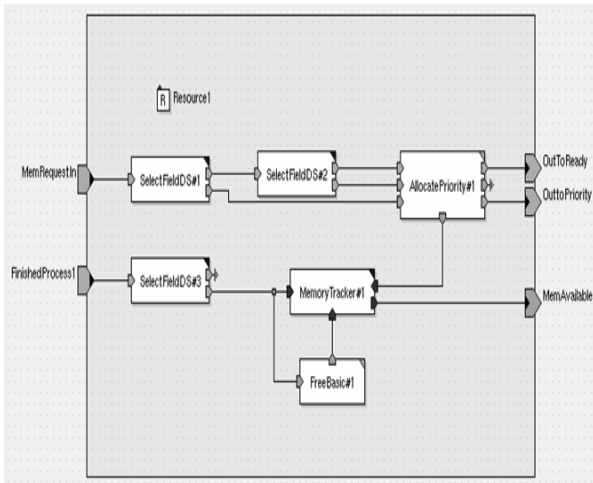 R Resource1
MemRequestIn
SelectFieldDS#1
SelectFieldDS#2
AllocatePriority#1
OutToReady
OuttoPriority
FinishedProcess1
SelectFieldDS#3
MemoryTracker#1
MemAvailable
FreeBasic#1